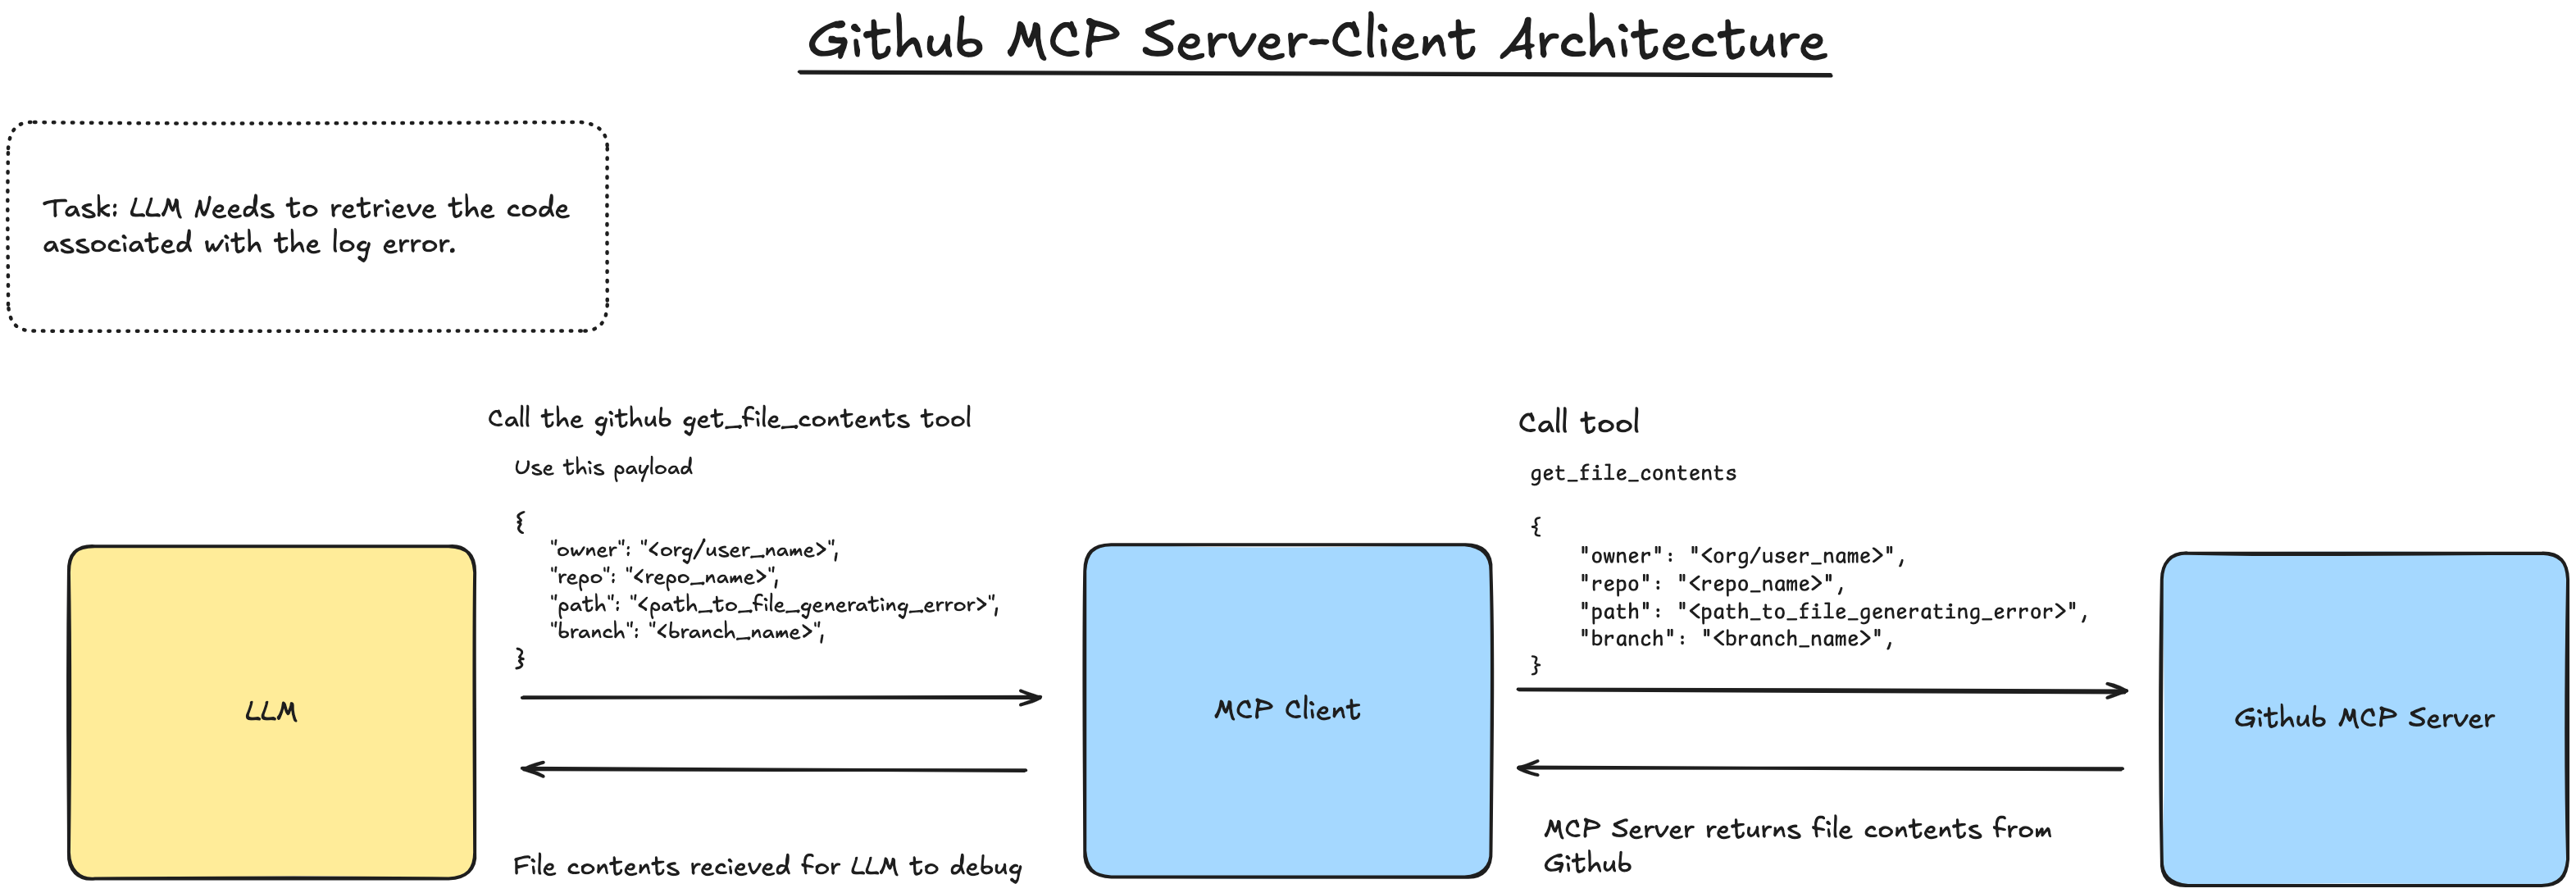 Github MCP Server-Client Architecture
Task: LLM Needs to retrieve the code
associated with the log error.
Call the github get_file_contents tool
Use this payload
{
"owner": "<org/user_name>",
"repo": "<repo_name>",
"path": "<path_to_file_generating_error>",
"branch": "<branch_name>",
}
Call tool
get_file_contents
{
"owner": "<org/user_name>",
"repo": "<repo_name>",
"path": "<path_to_file_generating_error>",
"branch": "<branch_name>",
}
LLM
MCP Client
Github MCP Server
File contents recieved for LLM to debug
MCP Server returns file contents from
Github